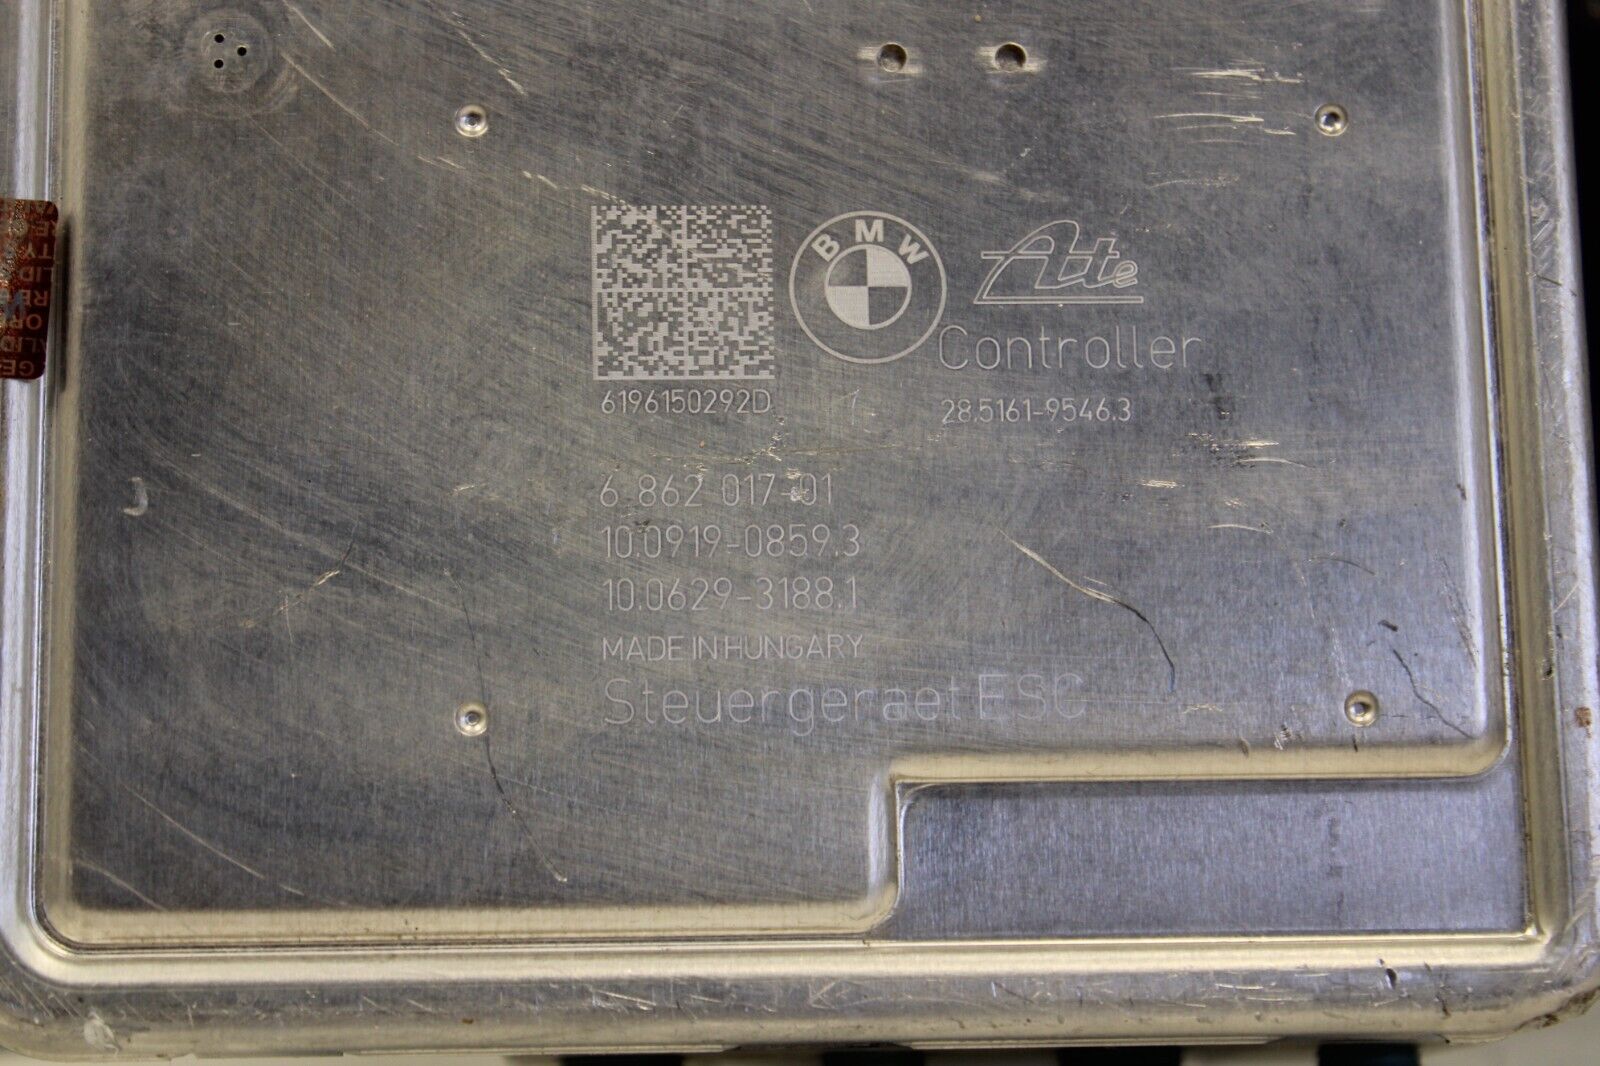 BMW
Ate
Controller
6196150292D
1
28.5161-9546.3
6 862 017-01
10.0919-0859.3
10.0629-3188.1
MADE IN HUNGARY
Steuergeraet ESC